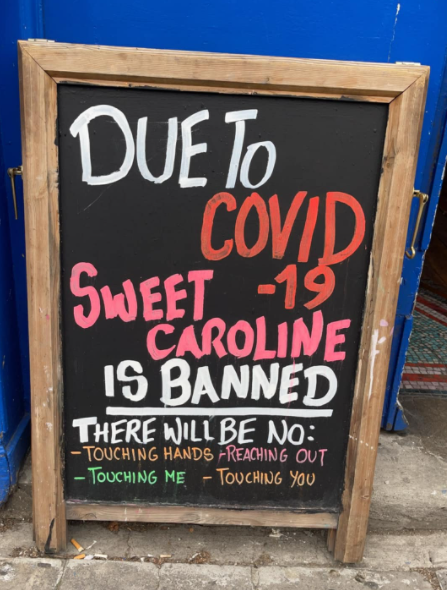 DUE TO
COVID
-19
SWEET
CAROLINE
IS BANNED
THERE WILL BE NO:
-TOUCHING HANDS -REACHING OUT
-TOUCHING ME -TOUCHING YOU